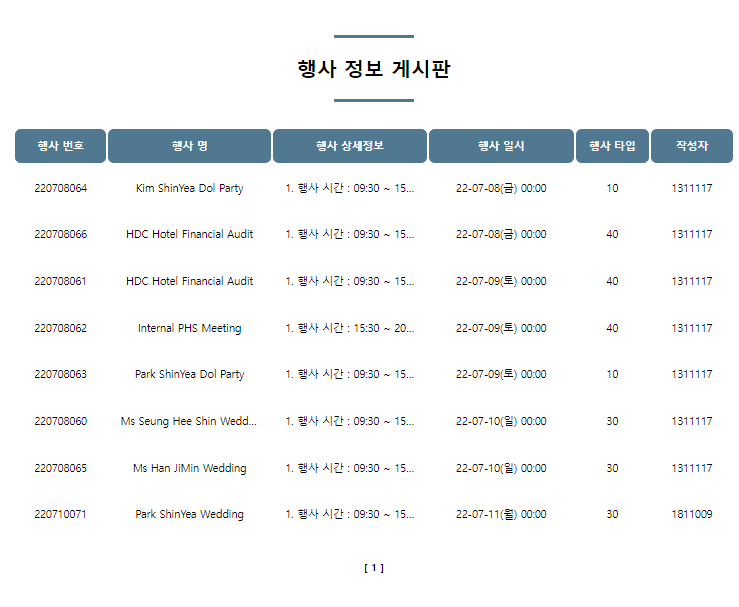 행사 정보 게시판
행사 번호 행사 명 행사 상세정보 행사 일시 행사 타입 작성자
220708064 Kim ShinYea Dol Party 1. 행사 시간 : 09:30 ~ 15... 22-07-08(금) 00:00 10 1311117
220708066 HDC Hotel Financial Audit 1. 행사 시간 : 09:30 ~ 15... 22-07-08(금) 00:00 40 1311117
220708061 HDC Hotel Financial Audit 1. 행사 시간 : 09:30 ~ 15... 22-07-09(토) 00:00 40 1311117
220708062 Internal PHS Meeting 1. 행사 시간 : 15:30 ~ 20... 22-07-09(토) 00:00 40 1311117
220708063 Park ShinYea Dol Party 1. 행사 시간 : 09:30 ~ 15... 22-07-09(토) 00:00 10 1311117
220708060 Ms Seung Hee Shin Wedd... 1. 행사 시간 : 09:30 ~ 15... 22-07-10(일) 00:00 30 1311117
220708065 Ms Han JiMin Wedding 1. 행사 시간 : 09:30 ~ 15... 22-07-10(일) 00:00 30 1311117
220710071 Park ShinYea Wedding 1. 행사 시간 : 09:30 ~ 15... 22-07-11(월) 00:00 30 1811009
[ 1 ]